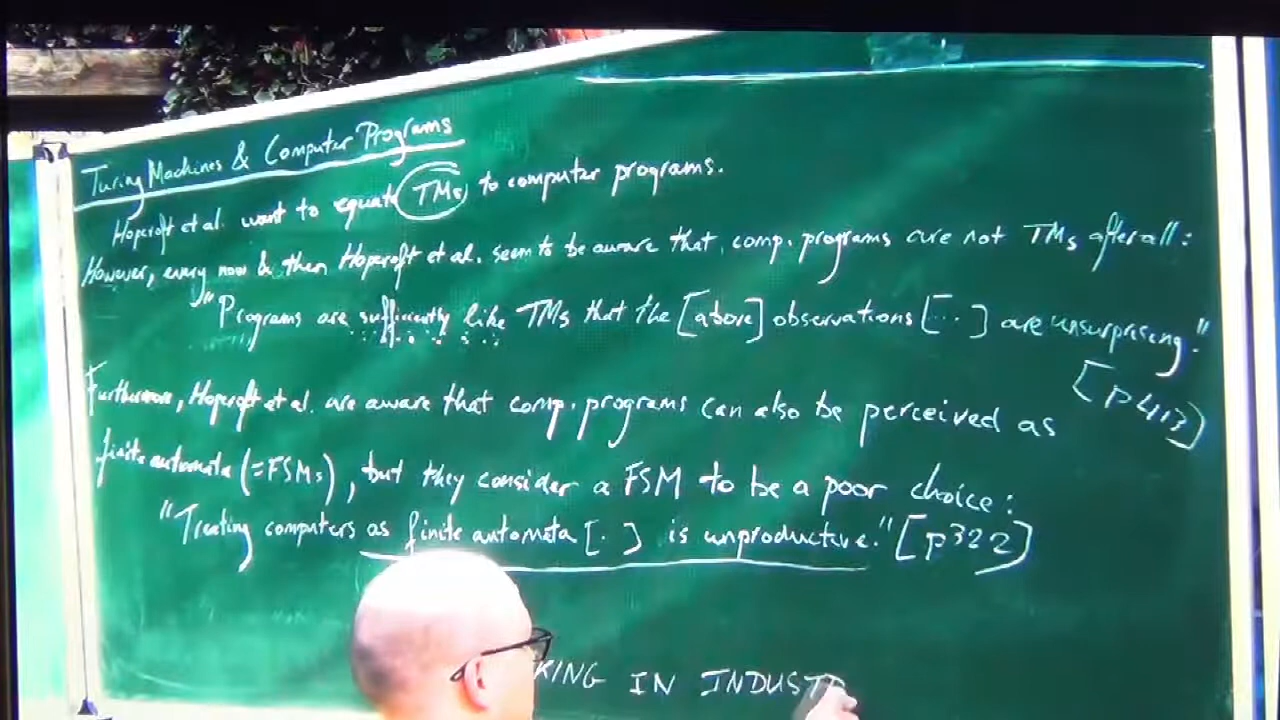 Turing Machines & Computer Programs
Hopcroft et al. want to equate TMs to computer programs.
However, every now & then Hopcroft et al. seem to be aware that comp. programs are not TMs after all:
"Programs are sufficiently like TMs that the [above] observations [...] are unsurprising."
[p 413]
Furthermore, Hopcroft et al. are aware that comp. programs can also be perceived as
finite automata (=FSMs), but they consider a FSM to be a poor choice:
"Treating computers as finite automata [..] is unproductive." [p322]
KING IN INDUST